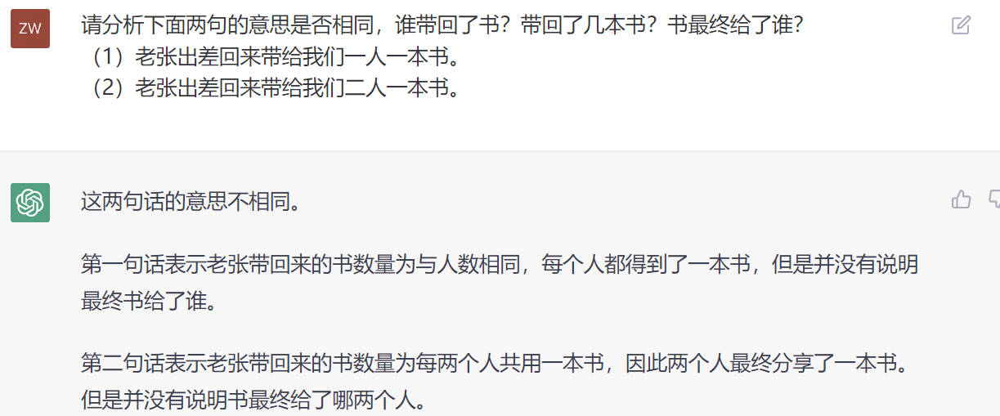 ZW
请分析下面两句的意思是否相同，谁带回了书？带回了几本书？书最终给了谁？
（1）老张出差回来带给我们一人一本书。
（2）老张出差回来带给我们二人一本书。
这两句话的意思不相同。
第一句话表示老张带回来的书数量为与人数相同，每个人都得到了一本书，但是并没有说明
最终书给了谁。
第二句话表示老张带回来的书数量为每两个人共用一本书，因此两个人最终分享了一本书。
但是并没有说明书最终给了哪两个人。